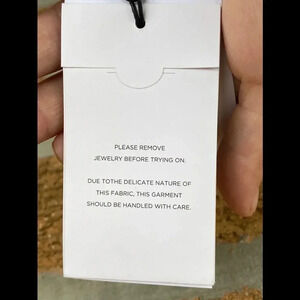 PLEASE REMOVE
JEWELRY BEFORE TRYING ON.
DUE TOTHE DELICATE NATURE OF
THIS FABRIC, THIS GARMENT
SHOULD BE HANDLED WITH CARE.